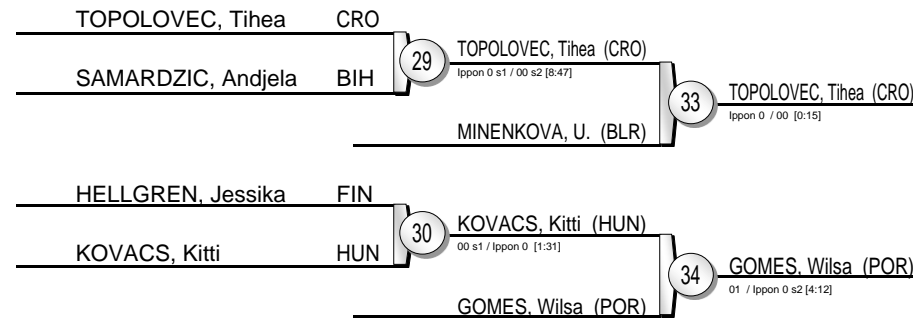 TOPOLOVEC, Tihea CRO
SAMARDZIC, Andjela BIH
29
TOPOLOVEC, Tihea (CRO)
Ippon 0 s1 / 00 s2 [8:47]
MINENKOVA, U. (BLR)
33
TOPOLOVEC, Tihea (CRO)
Ippon 0 / 00 [0:15]
HELLGREN, Jessika FIN
KOVACS, Kitti HUN
30
KOVACS, Kitti (HUN)
00 s1 / Ippon 0 [1:31]
GOMES, Wilsa (POR)
34
GOMES, Wilsa (POR)
01 / Ippon 0 s2 [4:12]